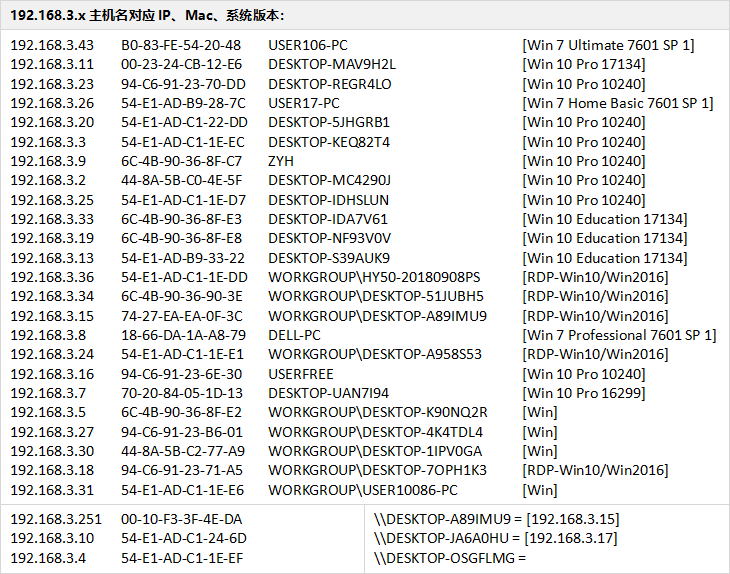 192.168.3.x 主机名对应 IP、Mac、系统版本：
192.168.3.43 B0-83-FE-54-20-48 USER106-PC [Win 7 Ultimate 7601 SP 1]
192.168.3.11 00-23-24-CB-12-E6 DESKTOP-MAV9H2L [Win 10 Pro 17134]
192.168.3.23 94-C6-91-23-70-DD DESKTOP-REGR4LO [Win 10 Pro 10240]
192.168.3.26 54-E1-AD-B9-28-7C USER17-PC [Win 7 Home Basic 7601 SP 1]
192.168.3.20 54-E1-AD-C1-22-DD DESKTOP-5JHGRB1 [Win 10 Pro 10240]
192.168.3.3 54-E1-AD-C1-1E-EC DESKTOP-KEQ82T4 [Win 10 Pro 10240]
192.168.3.9 6C-4B-90-36-8F-C7 ZYH [Win 10 Pro 10240]
192.168.3.2 44-8A-5B-C0-4E-5F DESKTOP-MC4290J [Win 10 Pro 10240]
192.168.3.25 54-E1-AD-C1-1E-D7 DESKTOP-IDHSLUN [Win 10 Pro 10240]
192.168.3.33 6C-4B-90-36-8F-E3 DESKTOP-IDA7V61 [Win 10 Education 17134]
192.168.3.19 6C-4B-90-36-8F-E8 DESKTOP-NF93V0V [Win 10 Education 17134]
192.168.3.13 54-E1-AD-B9-33-22 DESKTOP-S39AUK9 [Win 10 Education 17134]
192.168.3.36 54-E1-AD-C1-1E-DD WORKGROUP\HY50-20180908PS [RDP-Win10/Win2016]
192.168.3.34 6C-4B-90-36-90-3E WORKGROUP\DESKTOP-51JUBH5 [RDP-Win10/Win2016]
192.168.3.15 74-27-EA-EA-0F-3C WORKGROUP\DESKTOP-A89IMU9 [RDP-Win10/Win2016]
192.168.3.8 18-66-DA-1A-A8-79 DELL-PC [Win 7 Professional 7601 SP 1]
192.168.3.24 54-E1-AD-C1-1E-E1 WORKGROUP\DESKTOP-A958S53 [RDP-Win10/Win2016]
192.168.3.16 94-C6-91-23-6E-30 USERFREE [Win 10 Pro 10240]
192.168.3.7 70-20-84-05-1D-13 DESKTOP-UAN7I94 [Win 10 Pro 16299]
192.168.3.5 6C-4B-90-36-8F-E2 WORKGROUP\DESKTOP-K90NQ2R [Win]
192.168.3.27 94-C6-91-23-B6-01 WORKGROUP\DESKTOP-4K4TDL4 [Win]
192.168.3.30 44-8A-5B-C2-77-A9 WORKGROUP\DESKTOP-1IPV0GA [Win]
192.168.3.18 94-C6-91-23-71-A5 WORKGROUP\DESKTOP-7OPH1K3 [RDP-Win10/Win2016]
192.168.3.31 54-E1-AD-C1-1E-E6 WORKGROUP\USER10086-PC [Win]
192.168.3.251 00-10-F3-3F-4E-DA \\DESKTOP-A89IMU9 = [192.168.3.15]
192.168.3.10 54-E1-AD-C1-24-6D \\DESKTOP-JA6A0HU = [192.168.3.17]
192.168.3.4 54-E1-AD-C1-1E-EF \\DESKTOP-OSGFLMG =